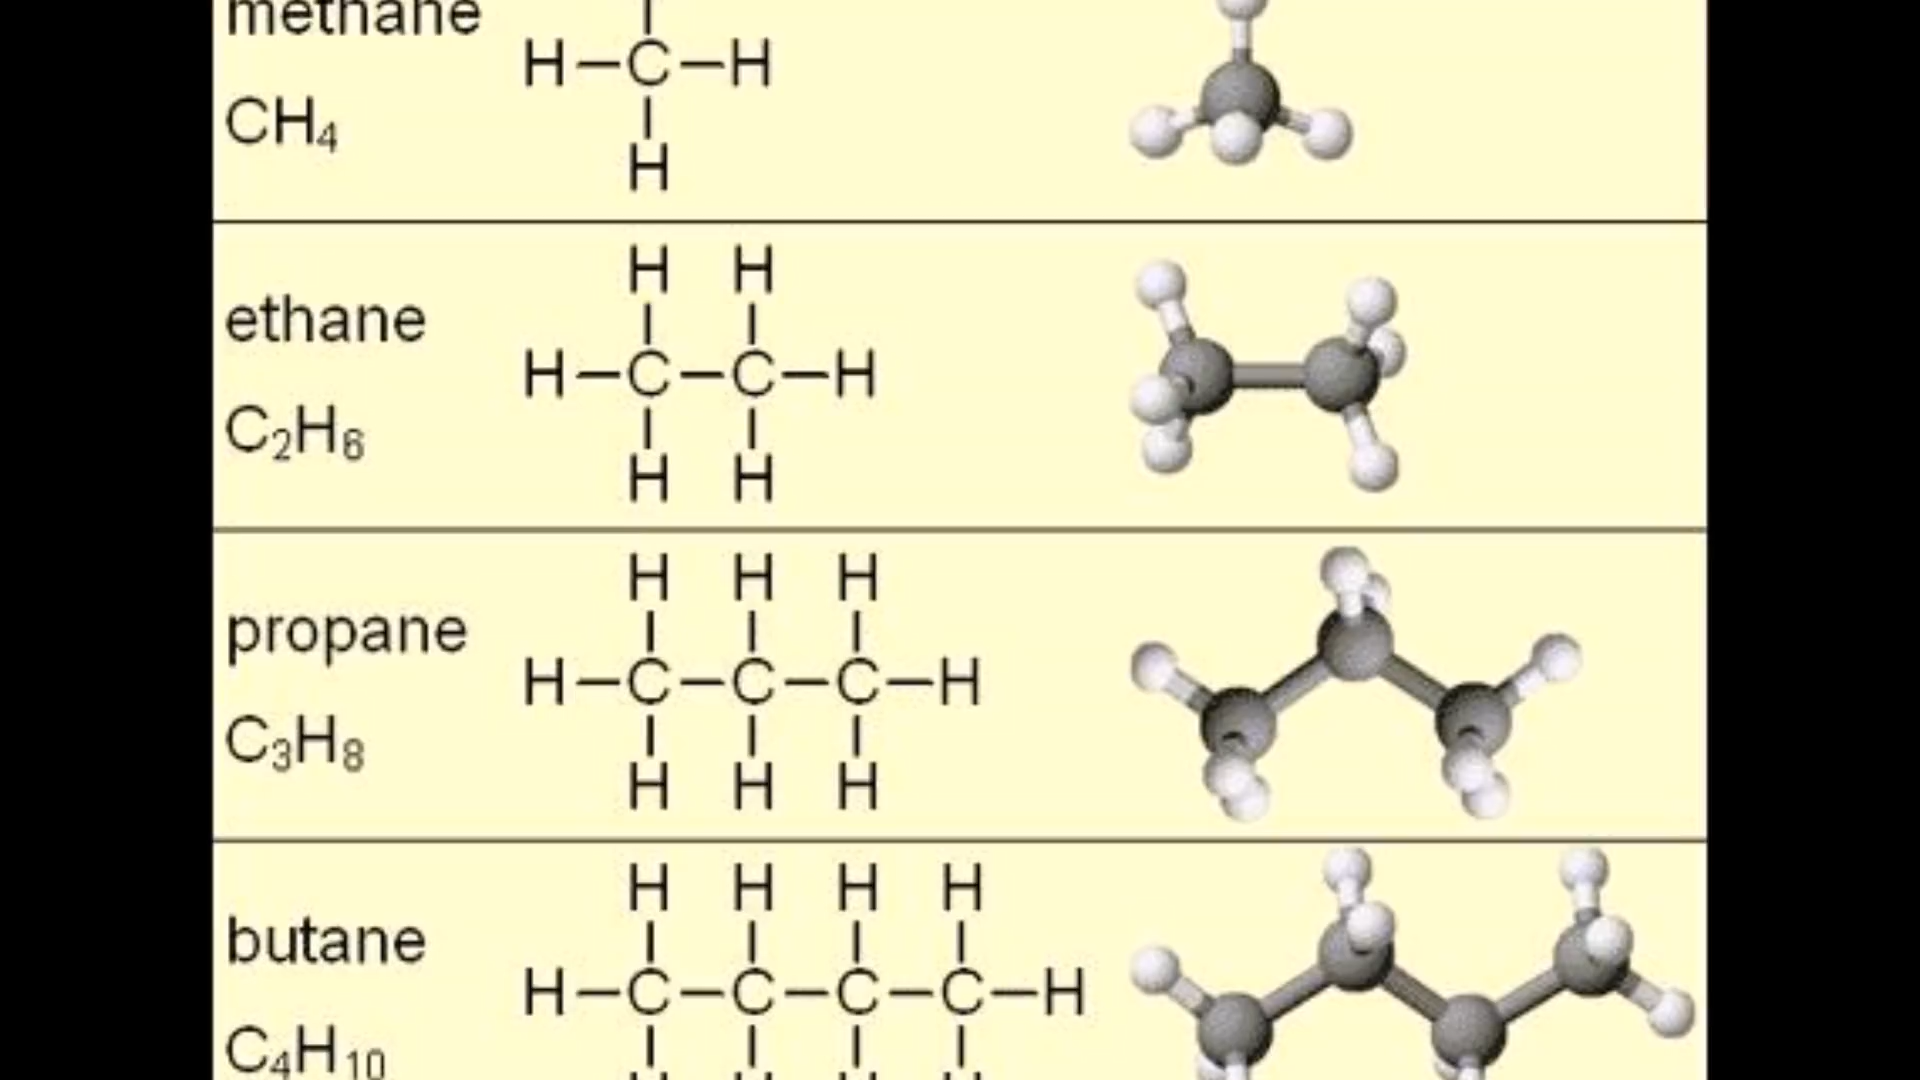 methane
H–C–H
CH₄
H
H H
ethane
H–C–C–H
C₂H₆
H H
H H H
propane
H–C–C–C–H
C₃H₈
H H H
H H H H
butane
H–C–C–C–C–H
C₄H₁₀